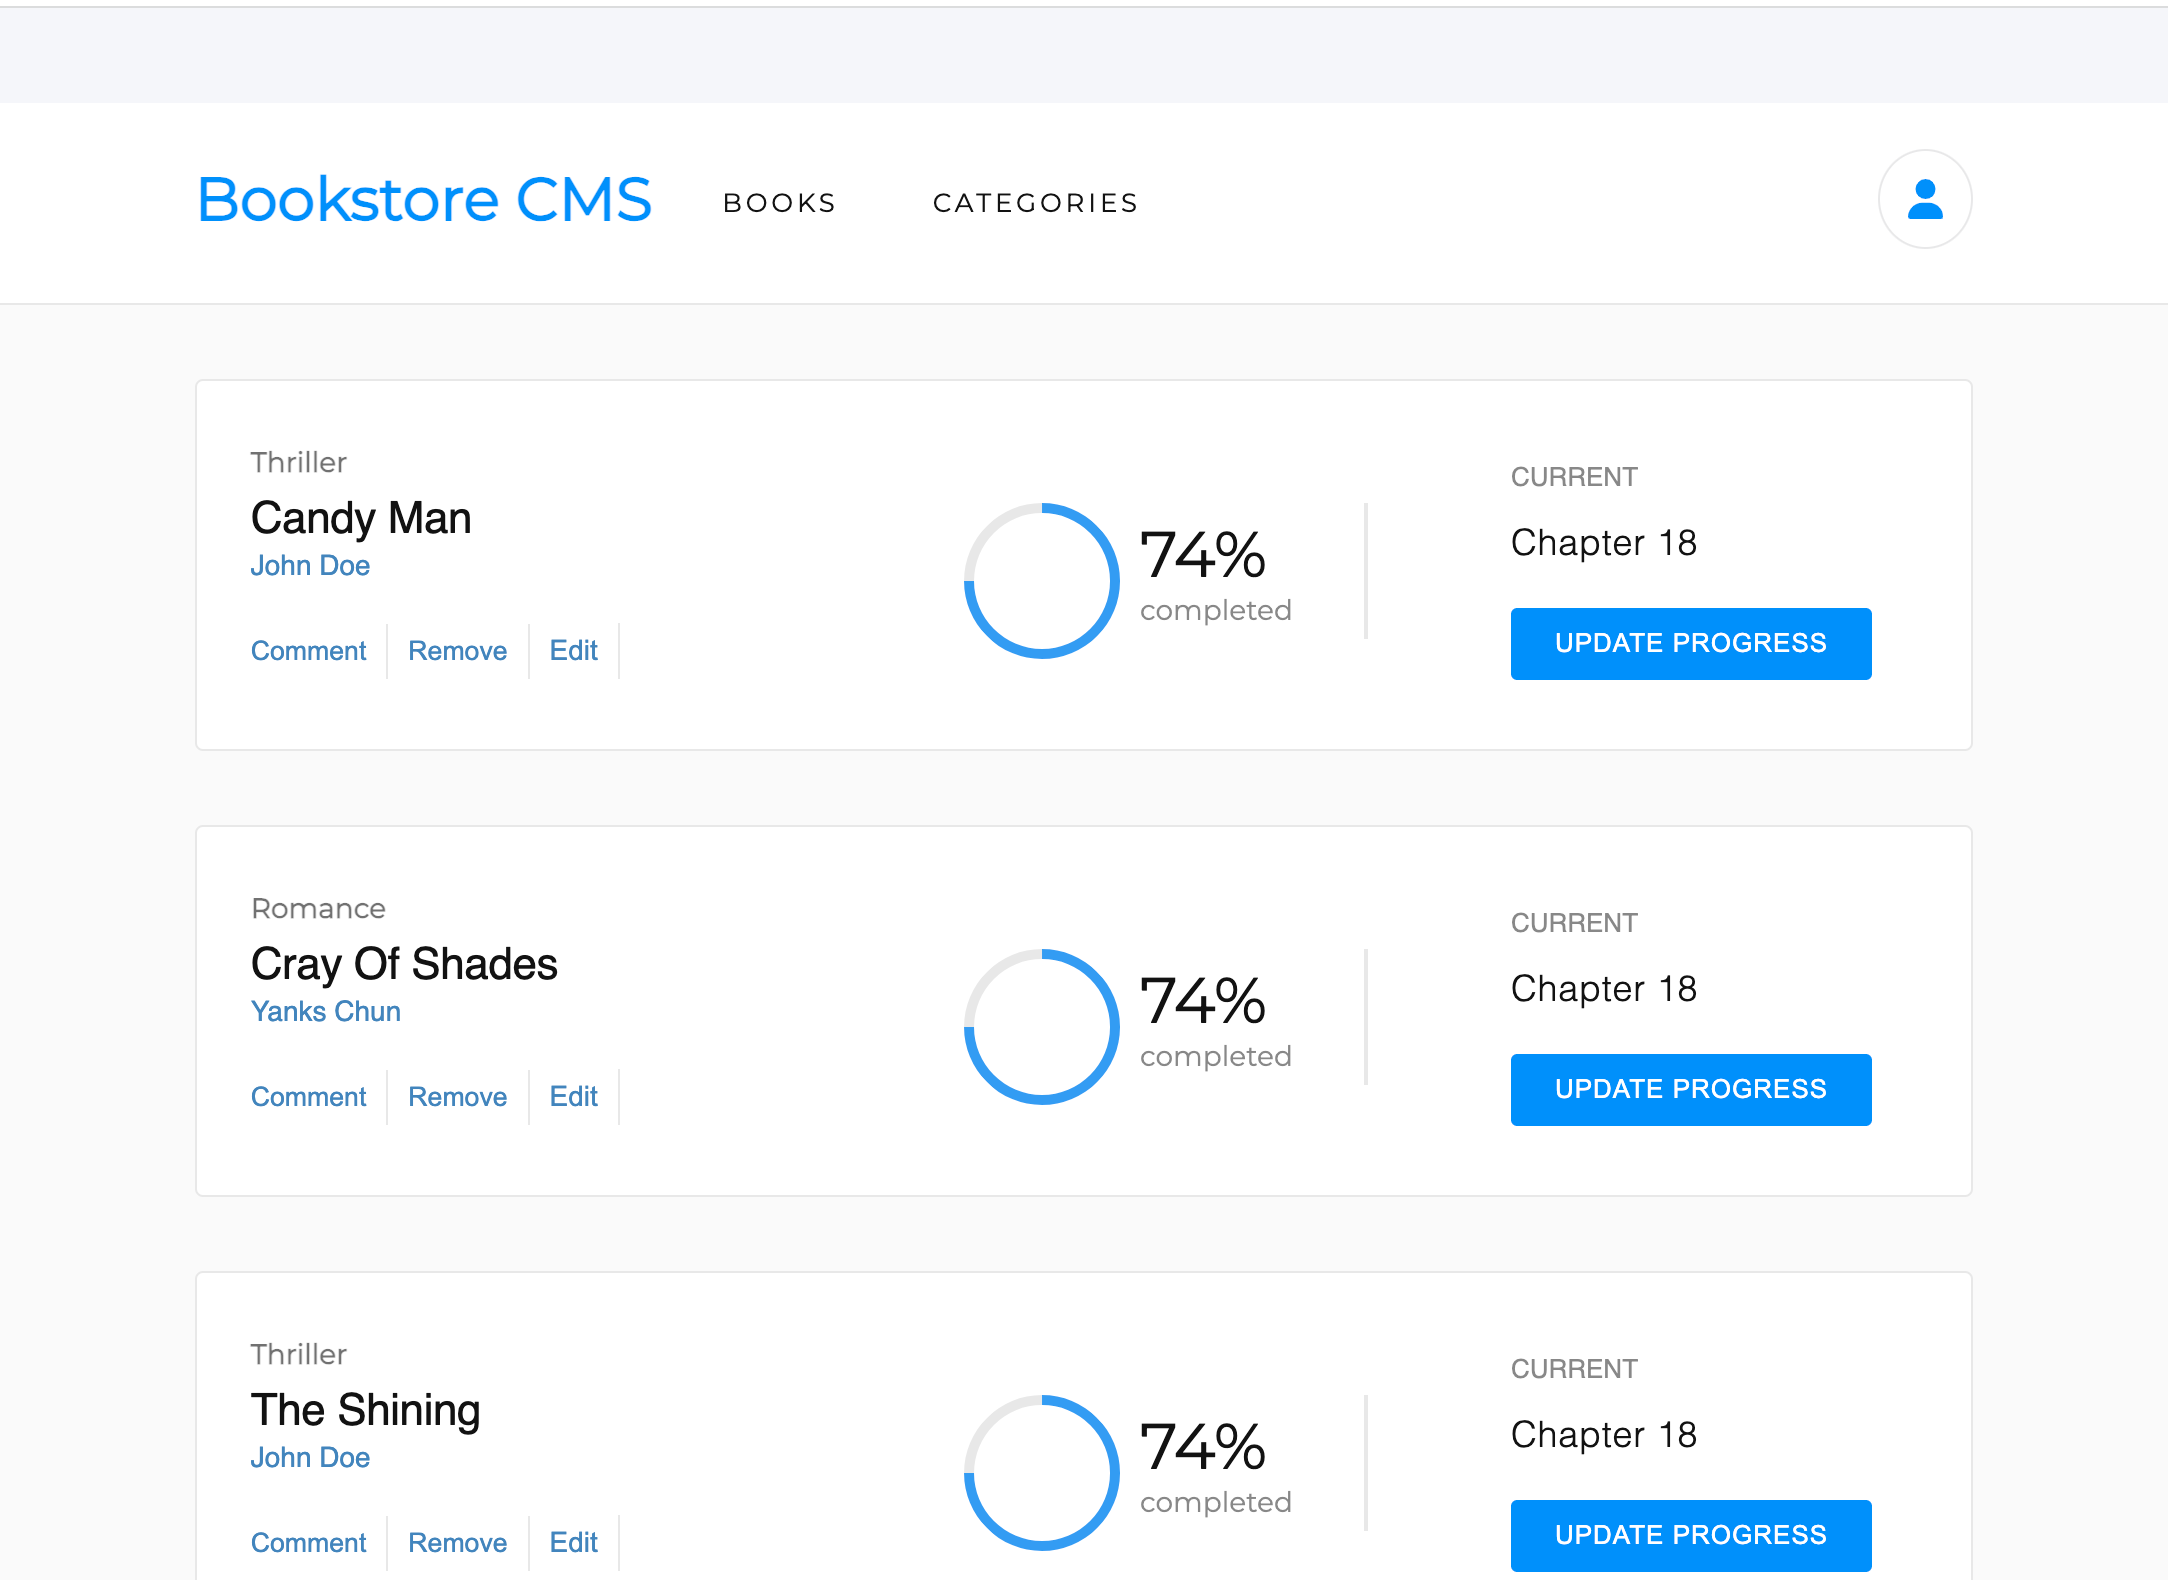 Bookstore CMS
BOOKS
CATEGORIES
Thriller
Candy Man
John Doe
Comment
Remove
Edit
74%
completed
CURRENT
Chapter 18
UPDATE PROGRESS
Romance
Cray Of Shades
Yanks Chun
Comment
Remove
Edit
74%
completed
CURRENT
Chapter 18
UPDATE PROGRESS
Thriller
The Shining
John Doe
Comment
Remove
Edit
74%
completed
CURRENT
Chapter 18
UPDATE PROGRESS